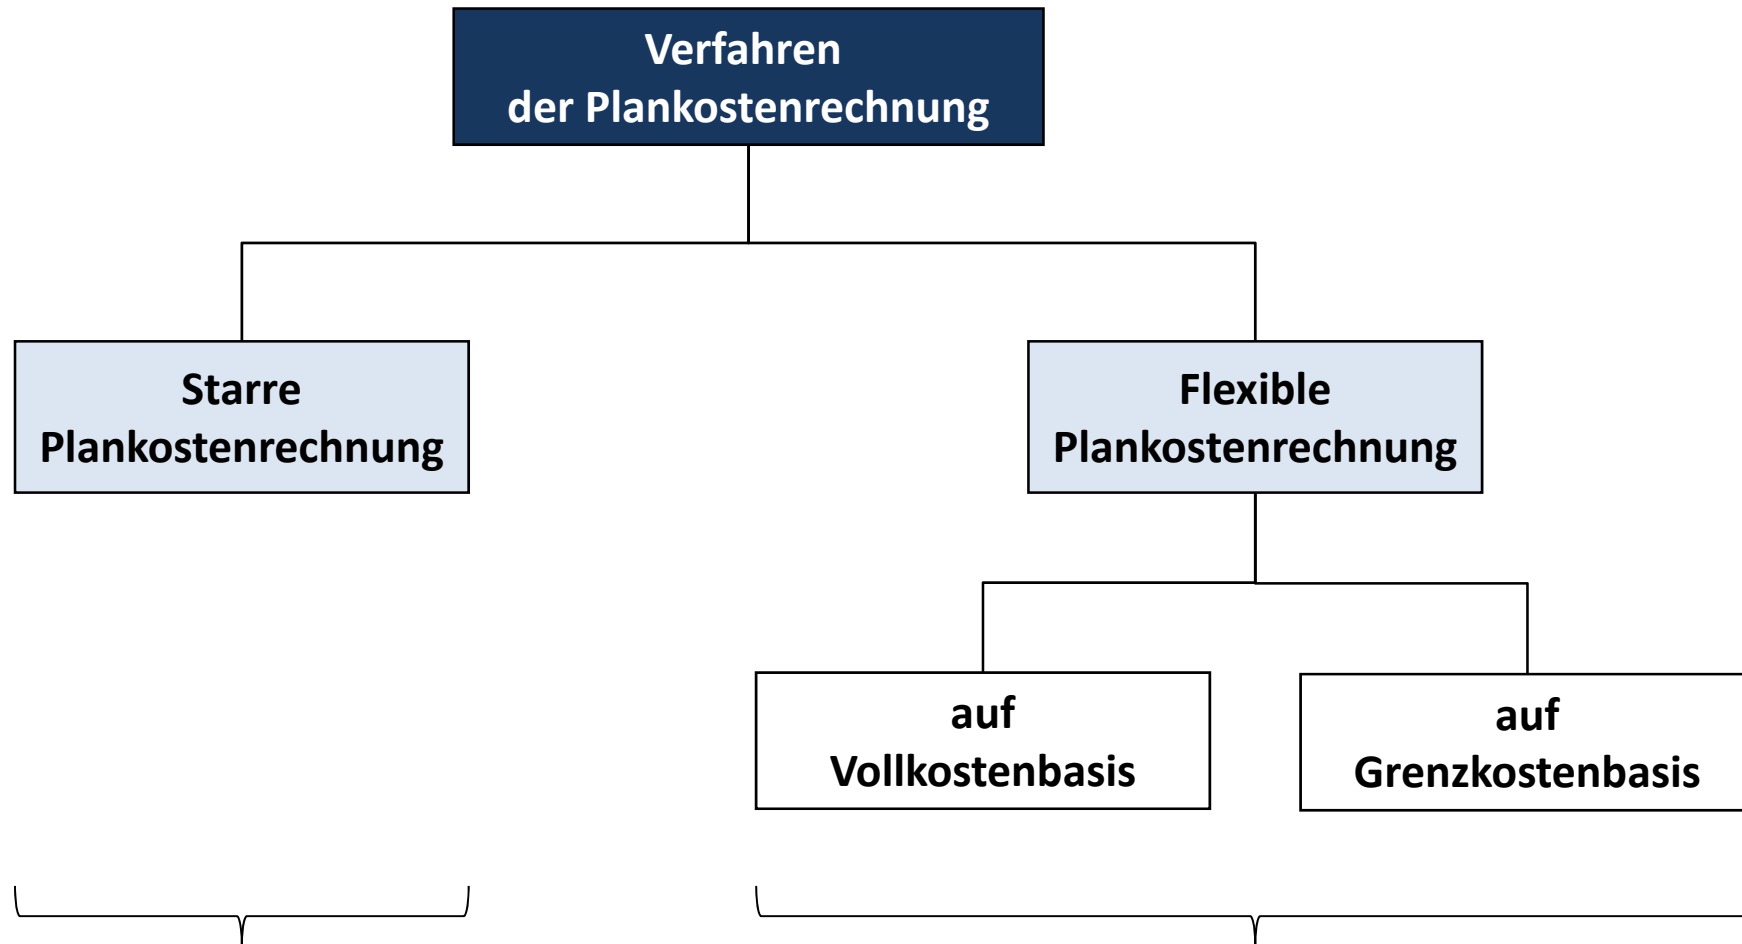 Verfahren
der Plankostenrechnung
Starre
Plankostenrechnung
Flexible
Plankostenrechnung
auf
Vollkostenbasis
auf
Grenzkostenbasis